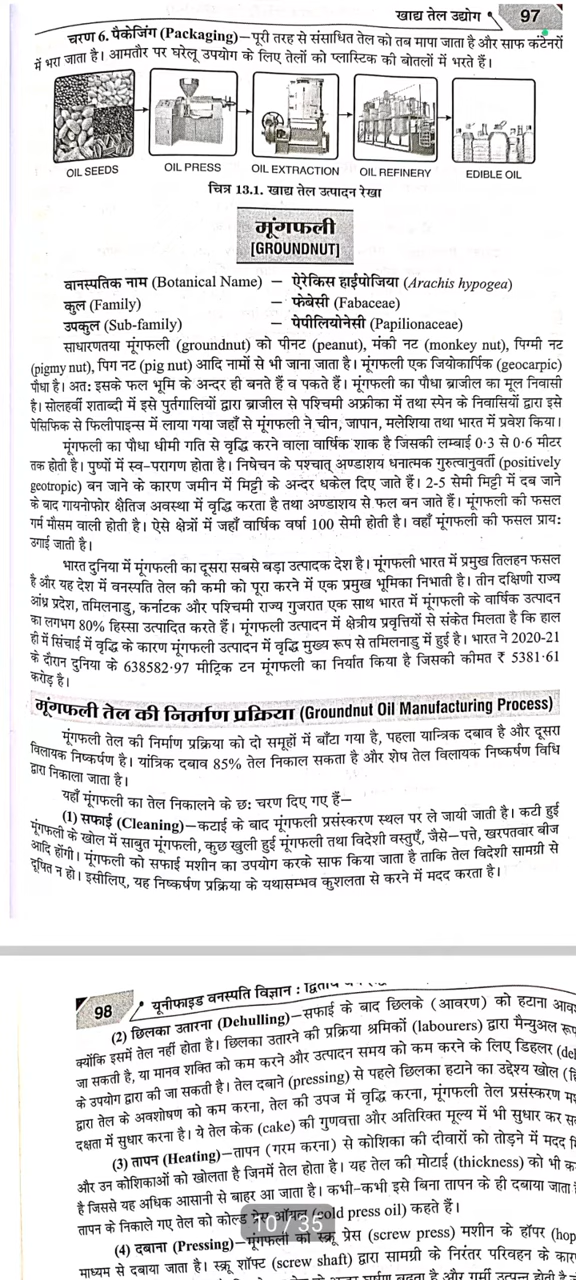 खाद्य तेल उद्योग 97
चरण 6. पैकेजिंग (Packaging)—पूरी तरह से संसाधित तेल को तब मापा जाता है और साफ कंटेनरों
में भरा जाता है। आमतौर पर घरेलू उपयोग के लिए तेलों को प्लास्टिक की बोतलों में भरते हैं।
OIL SEEDS OIL PRESS OIL EXTRACTION OIL REFINERY EDIBLE OIL
चित्र 13.1. खाद्य तेल उत्पादन रेखा
मूंगफली
[GROUNDNUT]
वानस्पतिक नाम (Botanical Name) — ऐरेकिस हाईपोजिया (Arachis hypogea)
कुल (Family) — फेबेसी (Fabaceae)
उपकुल (Sub-family) — पेपीलियोनेसी (Papilionaceae)
साधारणतया मूंगफली (groundnut) को पीनट (peanut), मंकी नट (monkey nut), पिग्मी नट
(pigmy nut), पिग नट (pig nut) आदि नामों से भी जाना जाता है। मूंगफली एक जियोकार्पिक (geocarpic)
पौधा है। अत: इसके फल भूमि के अन्दर ही बनते हैं व पकते हैं। मूंगफली का पौधा ब्राजील का मूल निवासी
है। सोलहवीं शताब्दी में इसे पुर्तगालियों द्वारा ब्राजील से पश्चिमी अफ्रीका में तथा स्पेन के निवासियों द्वारा इसे
पेसिफिक से फिलीपाइन्स में लाया गया जहाँ से मूंगफली ने चीन, जापान, मलेशिया तथा भारत में प्रवेश किया।
मूंगफली का पौधा धीमी गति से वृद्धि करने वाला वार्षिक शाक है जिसकी लम्बाई 0·3 से 0·6 मीटर
तक होती है। पुष्पों में स्व-परागण होता है। निषेचन के पश्चात् अण्डाशय धनात्मक गुरुत्वानुवर्ती (positively
geotropic) बन जाने के कारण जमीन में मिट्टी के अन्दर धकेल दिए जाते हैं। 2-5 सेमी मिट्टी में दब जाने
के बाद गायनोफोर क्षैतिज अवस्था में वृद्धि करता है तथा अण्डाशय से फल बन जाते हैं। मूंगफली की फसल
गर्म मौसम वाली होती है। ऐसे क्षेत्रों में जहाँ वार्षिक वर्षा 100 सेमी होती है। वहाँ मूंगफली की फसल प्राय:
उगाई जाती है।
भारत दुनिया में मूंगफली का दूसरा सबसे बड़ा उत्पादक देश है। मूंगफली भारत में प्रमुख तिलहन फसल
है और यह देश में वनस्पति तेल की कमी को पूरा करने में एक प्रमुख भूमिका निभाती है। तीन दक्षिणी राज्य
आंध्र प्रदेश, तमिलनाडु, कर्नाटक और पश्चिमी राज्य गुजरात एक साथ भारत में मूंगफली के वार्षिक उत्पादन
का लगभग 80% हिस्सा उत्पादित करते हैं। मूंगफली उत्पादन में क्षेत्रीय प्रवृत्तियों से संकेत मिलता है कि हाल
ही में सिंचाई में वृद्धि के कारण मूंगफली उत्पादन में वृद्धि मुख्य रूप से तमिलनाडु में हुई है। भारत ने 2020-21
के दौरान दुनिया के 638582·97 मीट्रिक टन मूंगफली का निर्यात किया है जिसकी कीमत ₹ 5381·61
करोड़ है।
मूंगफली तेल की निर्माण प्रक्रिया (Groundnut Oil Manufacturing Process)
मूंगफली तेल की निर्माण प्रक्रिया को दो समूहों में बाँटा गया है, पहला यान्त्रिक दबाव है और दूसरा
विलायक निष्कर्षण है। यांत्रिक दबाव 85% तेल निकाल सकता है और शेष तेल विलायक निष्कर्षण विधि
द्वारा निकाला जाता है।
यहाँ मूंगफली का तेल निकालने के छ: चरण दिए गए हैं—
(1) सफाई (Cleaning)—कटाई के बाद मूंगफली प्रसंस्करण स्थल पर ले जायी जाती है। कटी हुई
मूंगफली के खोल में साबुत मूंगफली, कुछ खुली हुई मूंगफली तथा विदेशी वस्तुएँ, जैसे—पत्ते, खरपतवार बीज
आदि होंगी। मूंगफली को सफाई मशीन का उपयोग करके साफ किया जाता है ताकि तेल विदेशी सामग्री से
दूषित न हो। इसीलिए, यह निष्कर्षण प्रक्रिया के यथासम्भव कुशलता से करने में मदद करता है।
98 यूनीफाइड वनस्पति विज्ञान : द्वितीय
(2) छिलका उतारना (Dehulling)—सफाई के बाद छिलके (आवरण) को हटाना आव
क्योंकि इसमें तेल नहीं होता है। छिलका उतारने की प्रक्रिया श्रमिकों (labourers) द्वारा मैन्युअल रूप
जा सकती है, या मानव शक्ति को कम करने और उत्पादन समय को कम करने के लिए डिहलर (del
के उपयोग द्वारा की जा सकती है। तेल दबाने (pressing) से पहले छिलका हटाने का उद्देश्य खोल
द्वारा तेल के अवशोषण को कम करना, तेल की उपज में वृद्धि करना, मूंगफली तेल प्रसंस्करण म
दक्षता में सुधार करना है। ये तेल केक (cake) की गुणवत्ता और अतिरिक्त मूल्य में भी सुधार कर स
(3) तापन (Heating)—तापन (गरम करना) से कोशिका की दीवारों को तोड़ने में मदद
और उन कोशिकाओं को खोलता है जिनमें तेल होता है। यह तेल की मोटाई (thickness) को भी क
है जिससे यह अधिक आसानी से बाहर आ जाता है। कभी-कभी इसे बिना तापन के ही दबाया जाता
तापन के निकाले गए तेल को कोल्ड प्रेस ऑयल (cold press oil) कहते हैं।
10 / 35
(4) दबाना (Pressing)—मूंगफली को स्क्रू प्रेस (screw press) मशीन के हॉपर (hop
माध्यम से दबाया जाता है। स्क्रू शॉफ्ट (screw shaft) द्वारा सामग्री के निरंतर परिवहन के कार
घर्षण बढ़ता है और गर्मी उत्पन्न होती है